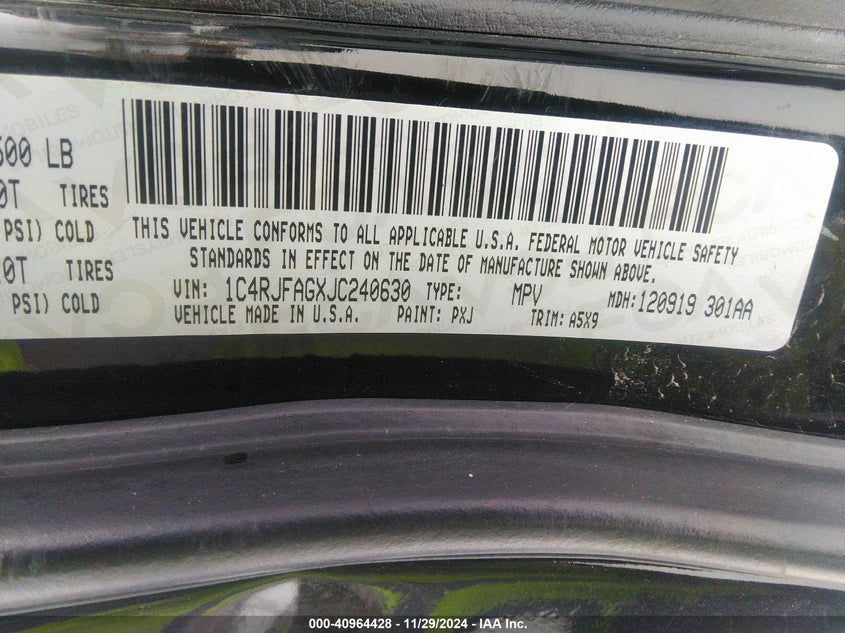 500 LB
0T TIRES
PSI) COLD
THIS VEHICLE CONFORMS TO ALL APPLICABLE U.S.A. FEDERAL MOTOR VEHICLE SAFETY
0T TIRES
STANDARDS IN EFFECT ON THE DATE OF MANUFACTURE SHOWN ABOVE.
PSI) COLD
VIN: 1C4RJFAGXJC240630 TYPE: MPV MDH: 120919 301AA
VEHICLE MADE IN U.S.A. PAINT: PXJ TRIM: A5X9
000-40964428 - 11/29/2024 - IAA Inc.